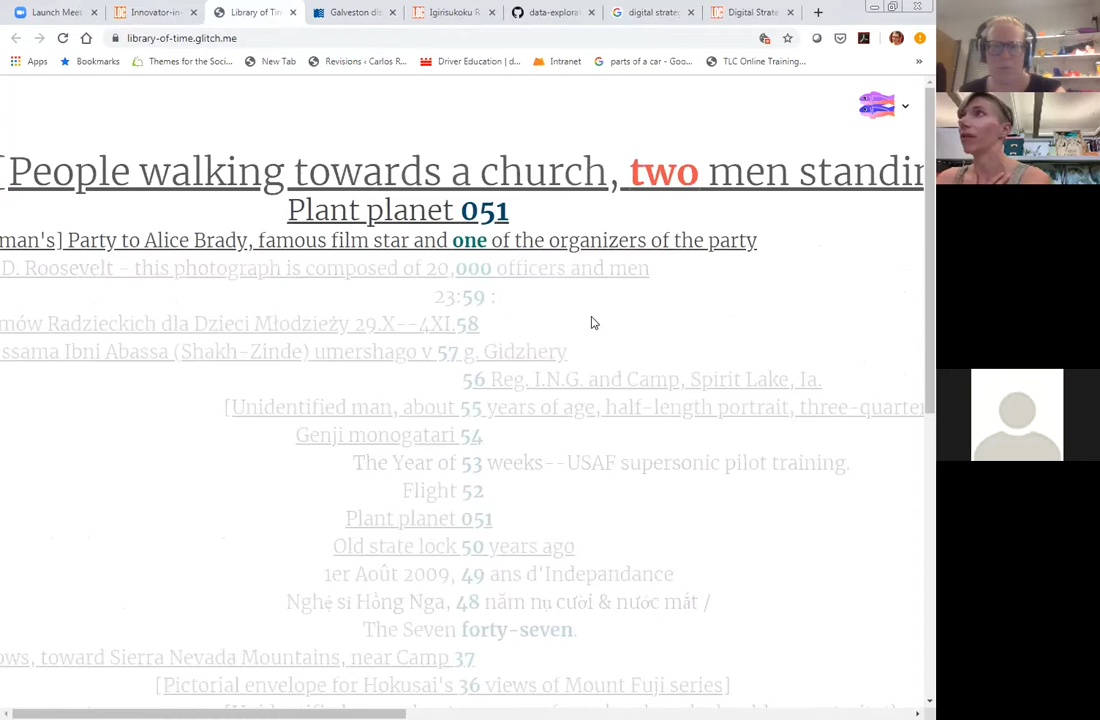 Launch Mee
Innovator-in-
Library of Tim
Galveston dis
Igirisukoku R
data-explora
digital strate
Digital Strate
library-of-time.glitch.me
Apps
Bookmarks
Themes for the Soci...
New Tab
Revisions ‹ Carlos R...
Driver Education | d...
Intranet
parts of a car - Goo...
TLC Online Training...
»
[People walking towards a church, two men standin
Plant planet 051
man's] Party to Alice Brady, famous film star and one of the organizers of the party
D. Roosevelt - this photograph is composed of 20,000 officers and men
23:59 :
mów Radzieckich dla Dzieci Młodzieży 29.X--4XI.58
ssama Ibni Abassa (Shakh-Zinde) umershago v 57 g. Gidzhery
56 Reg. I.N.G. and Camp, Spirit Lake, Ia.
[Unidentified man, about 55 years of age, half-length portrait, three-quarter
Genji monogatari 54
The Year of 53 weeks--USAF supersonic pilot training.
Flight 52
Plant planet 051
Old state lock 50 years ago
1er Août 2009, 49 ans d'Independance
Nghệ sĩ Hồng Nga, 48 năm nụ cười & nước mắt /
The Seven forty-seven.
ows, toward Sierra Nevada Mountains, near Camp 37
[Pictorial envelope for Hokusai's 36 views of Mount Fuji series]